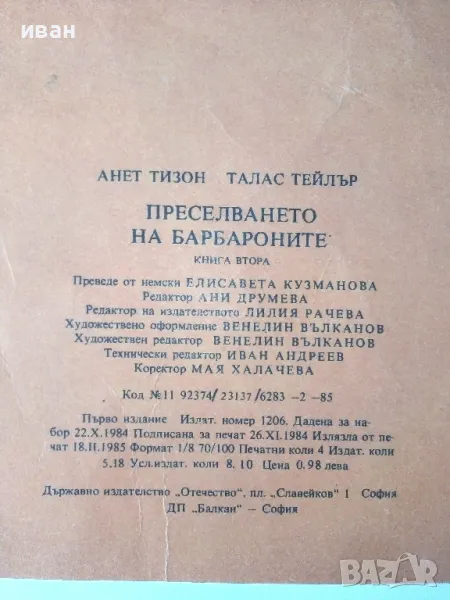 иван
АНЕТ ТИЗОН ТАЛАС ТЕЙЛЪР
ПРЕСЕЛВАНЕТО
НА БАРБАРОНИТЕ
КНИГА ВТОРА
Преведе от немски ЕЛИСАВЕТА КУЗМАНОВА
Редактор АНИ ДРУМЕВА
Редактор на издателството ЛИЛИЯ РАЧЕВА
Художествено оформление ВЕНЕЛИН ВЪЛКАНОВ
Художествен редактор ВЕНЕЛИН ВЪЛКАНОВ
Технически редактор ИВАН АНДРЕЕВ
Коректор МАЯ ХАЛАЧЕВА
Код №11 92374/23137/6283 -2 -85
Първо издание Издат. номер 1206. Дадена за на-
бор 22.X.1984 Подписана за печат 26.XI.1984 Излязла от пе-
чат 18.II.1985 Формат 1/8 70/100 Печатни коли 4 Издат. коли
5.18 Усл.издат. коли 8.10 Цена 0.98 лева
Държавно издателство „Отечество", пл. „Славейков" 1 София
ДП „Балкан" — София
BAZAR.BG